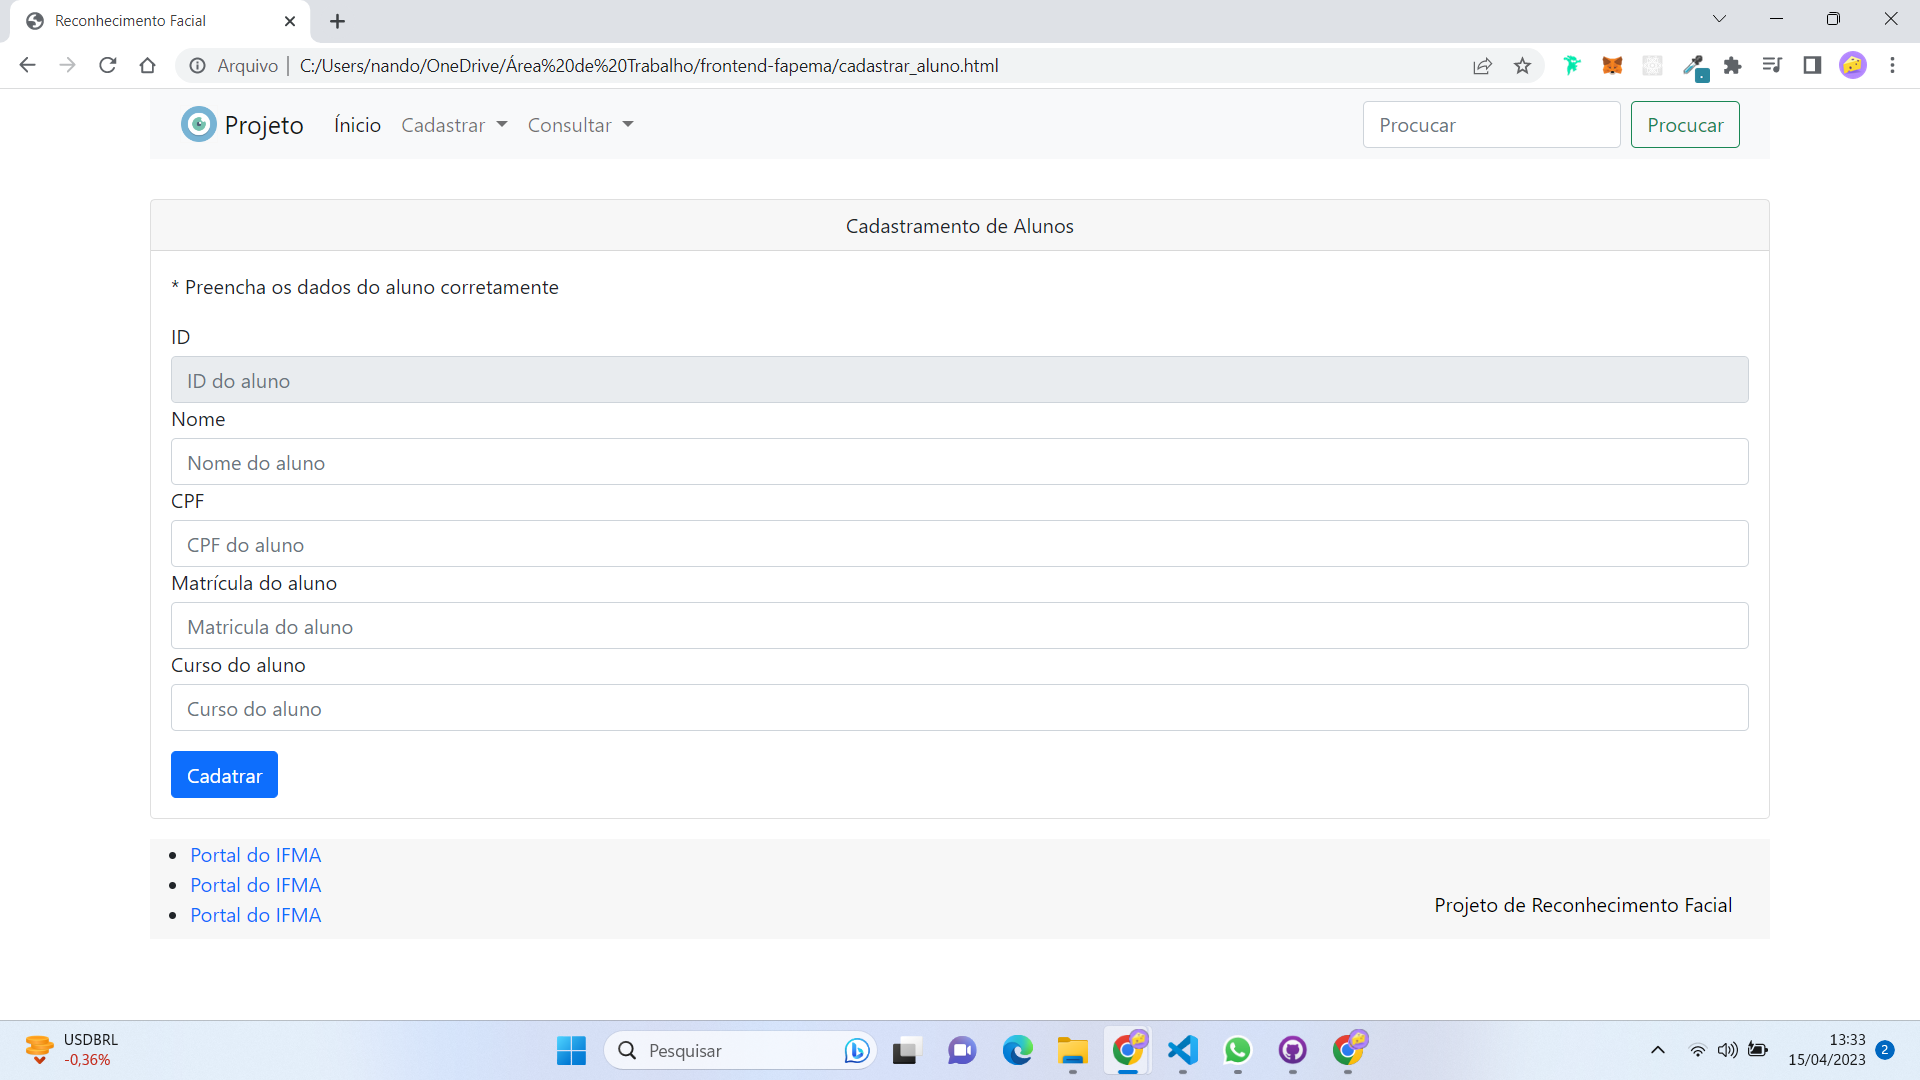 Reconhecimento Facial
Arquivo | C:/Users/nando/OneDrive/Área%20de%20Trabalho/frontend-fapema/cadastrar_aluno.html
Projeto Ínicio Cadastrar Consultar Procucar Procucar
Cadastramento de Alunos
* Preencha os dados do aluno corretamente
ID
ID do aluno
Nome
Nome do aluno
CPF
CPF do aluno
Matrícula do aluno
Matricula do aluno
Curso do aluno
Curso do aluno
Cadatrar
Portal do IFMA
Portal do IFMA
Portal do IFMA
Projeto de Reconhecimento Facial
USDBRL
-0,36%
Pesquisar
13:33
15/04/2023
2